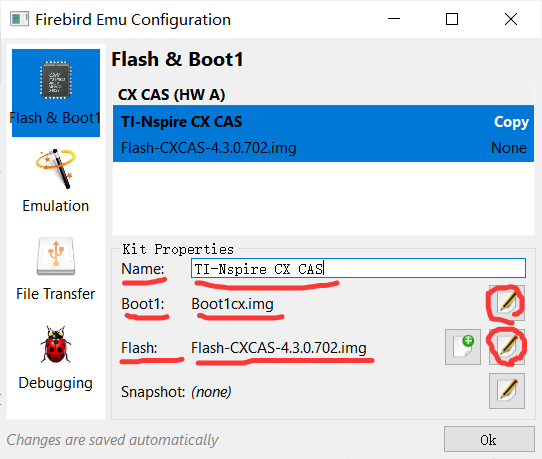 Firebird Emu Configuration
Flash & Boot1
Emulation
File Transfer
Debugging
Flash & Boot1
CX CAS (HW A)
TI-Nspire CX CAS Copy
Flash-CXCAS-4.3.0.702.img None
Kit Properties
Name: TI-Nspire CX CAS
Boot1: Boot1cx.img
Flash: Flash-CXCAS-4.3.0.702.img
Snapshot: (none)
Changes are saved automatically
Ok